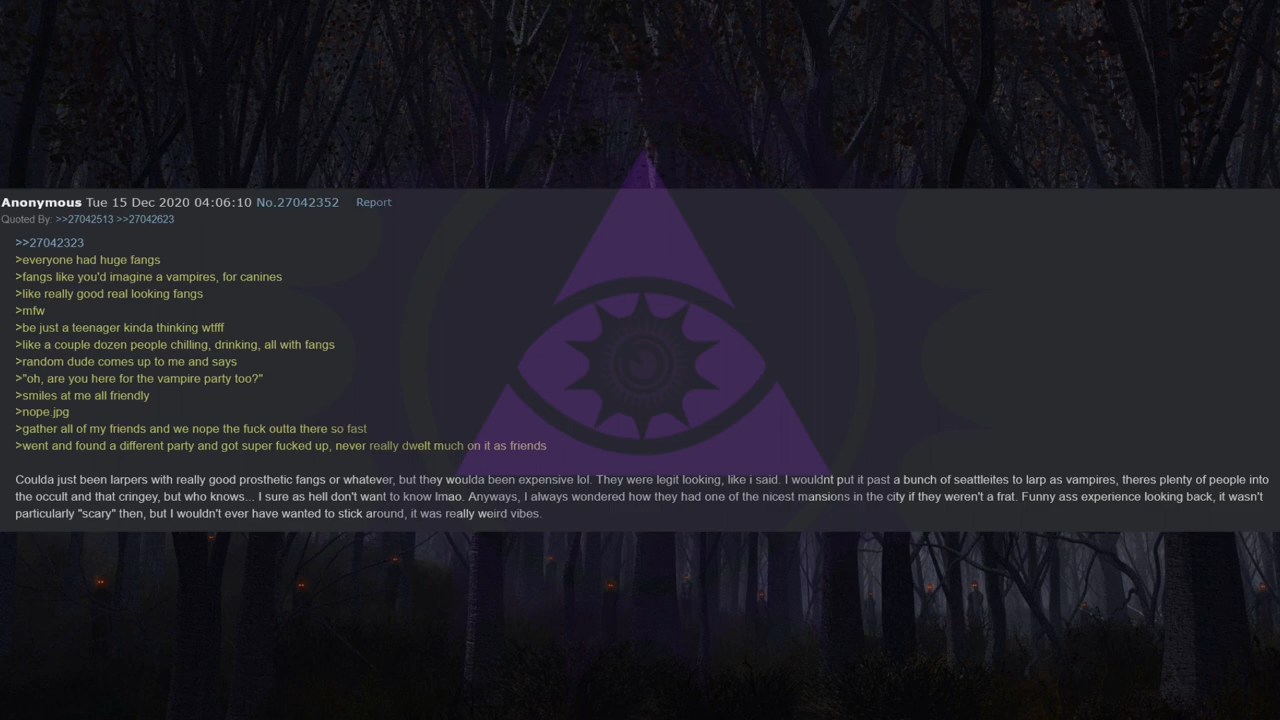 Anonymous Tue 15 Dec 2020 04:06:10 No.27042352 Report
Quoted By: >>27042513 >>27042623
>>27042323
>everyone had huge fangs
>fangs like you'd imagine a vampires, for canines
>like really good real looking fangs
>mfw
>be just a teenager kinda thinking wtfff
>like a couple dozen people chilling, drinking, all with fangs
>random dude comes up to me and says
>"oh, are you here for the vampire party too?"
>smiles at me all friendly
>nope.jpg
>gather all of my friends and we nope the fuck outta there so fast
>went and found a different party and got super fucked up, never really dwelt much on it as friends
Coulda just been larpers with really good prosthetic fangs or whatever, but they woulda been expensive lol. They were legit looking, like i said. I wouldnt put it past a bunch of seattleites to larp as vampires, theres plenty of people into
the occult and that cringey, but who knows... I sure as hell don't want to know lmao. Anyways, I always wondered how they had one of the nicest mansions in the city if they weren't a frat. Funny ass experience looking back, it wasn't
particularly "scary" then, but I wouldn't ever have wanted to stick around, it was really weird vibes.